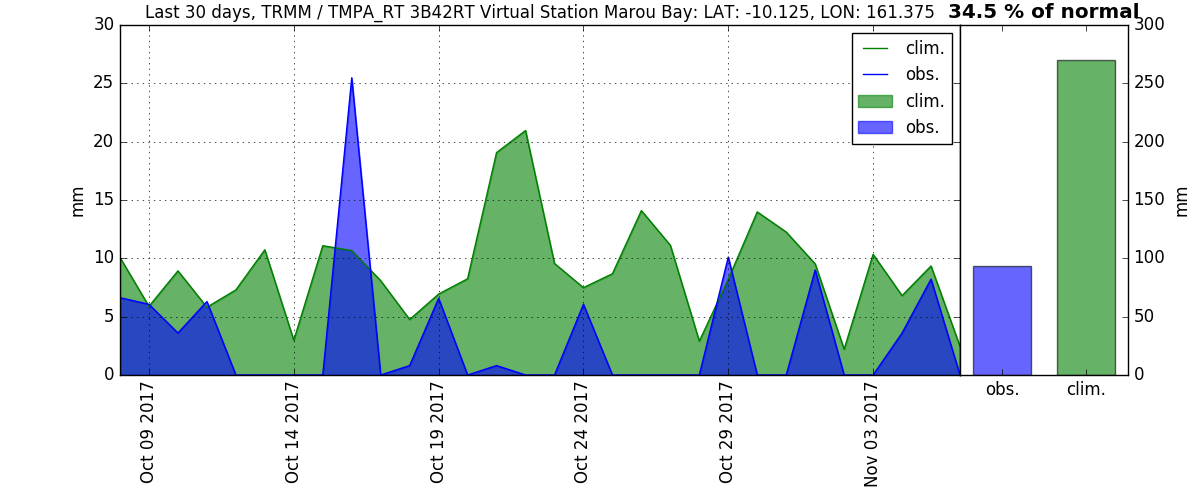 Last 30 days, TRMM / TMPA_RT 3B42RT Virtual Station Marou Bay: LAT: -10.125, LON: 161.375
34.5 % of normal
30
25
20
15
10
5
0
mm
clim.
obs.
clim.
obs.
300
250
200
150
100
50
0
mm
Oct 09 2017
Oct 14 2017
Oct 19 2017
Oct 24 2017
Oct 29 2017
Nov 03 2017
obs.
clim.